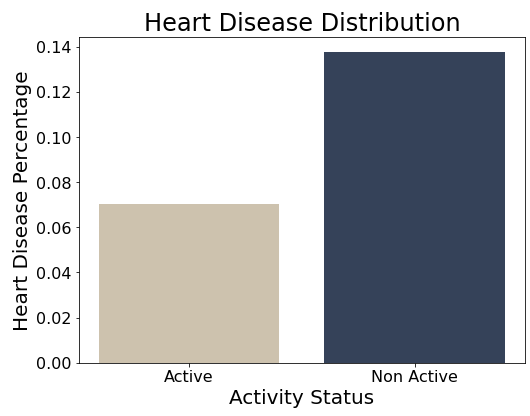 Heart Disease Distribution
Heart Disease Percentage
0.14
0.12
0.10
0.08
0.06
0.04
0.02
0.00
Active Non Active
Activity Status